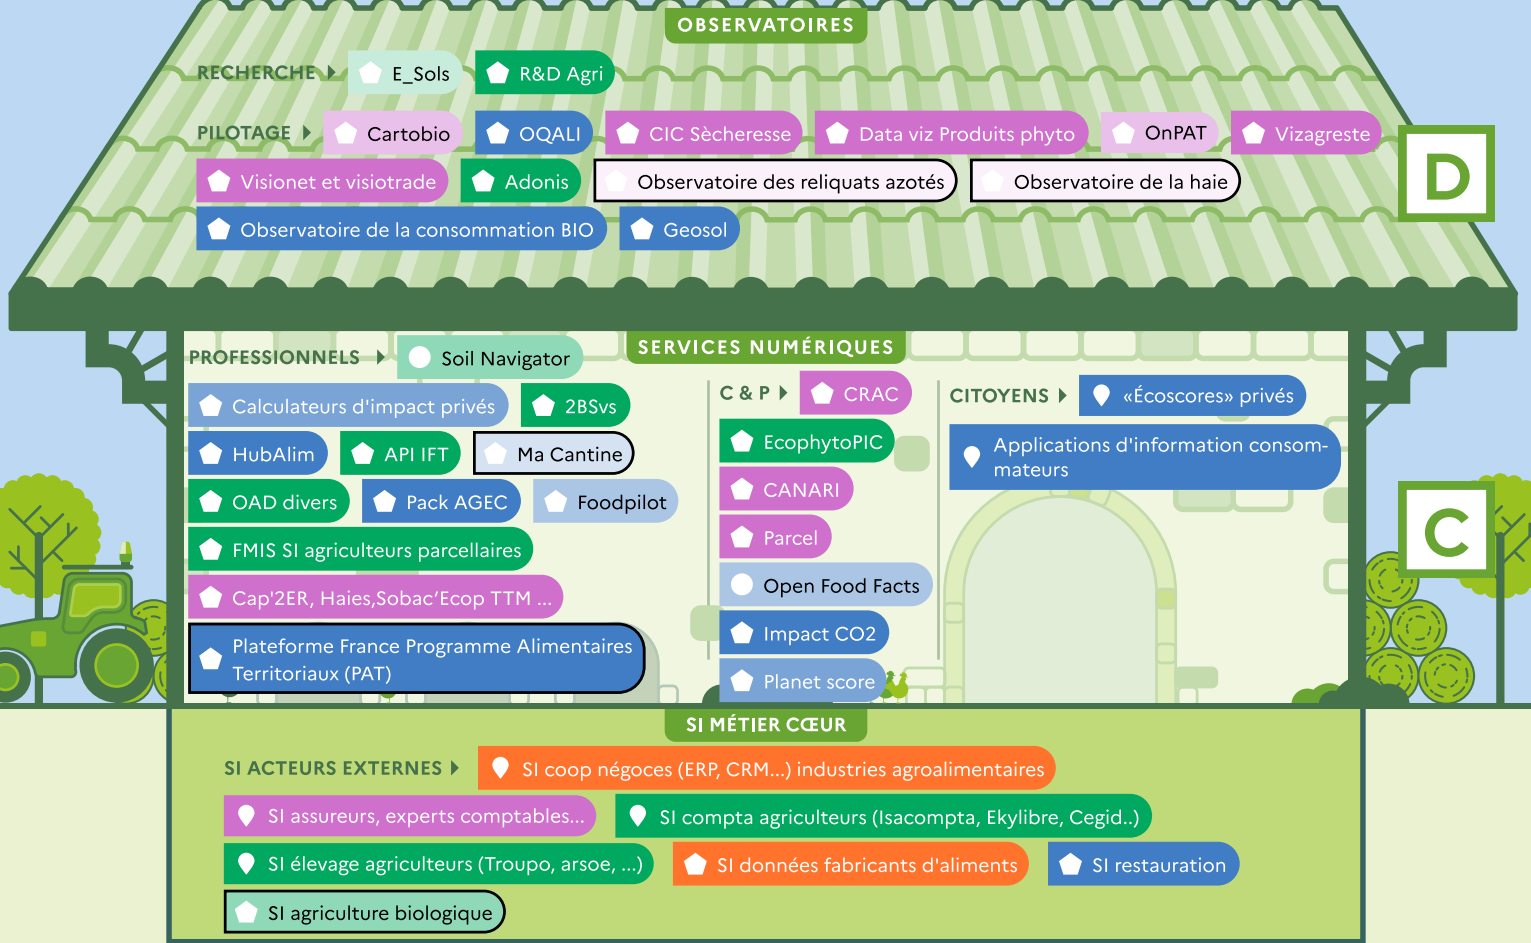 OBSERVATOIRES
RECHERCHE
E_Sols
R&D Agri
PILOTAGE
Cartobio
OQALI
CIC Sècheresse
Data viz Produits phyto
OnPAT
Vizagreste
D
Visionet et visiotrade
Adonis
Observatoire des reliquats azotés
Observatoire de la haie
Observatoire de la consommation BIO
Geosol
SERVICES NUMÉRIQUES
PROFESSIONNELS
Soil Navigator
Calculateurs d'impact privés
2BSvs
HubAlim
API IFT
Ma Cantine
OAD divers
Pack AGEC
Foodpilot
FMIS SI agriculteurs parcellaires
Cap'2ER, Haies,Sobac’Ecop TTM ...
Plateforme France Programme Alimentaires
Territoriaux (PAT)
C & P
CRAC
EcophytoPIC
CANARI
Parcel
Open Food Facts
Impact CO2
Planet score
CITOYENS
«Écoscores» privés
Applications d'information consom-
mateurs
C
SI MÉTIER CŒUR
SI ACTEURS EXTERNES
SI coop négoces (ERP, CRM...) industries agroalimentaires
SI assureurs, experts comptables...
SI compta agriculteurs (Isacompta, Ekylibre, Cegid..)
SI élevage agriculteurs (Troupo, arsoe, ...)
SI données fabricants d'aliments
SI restauration
SI agriculture biologique